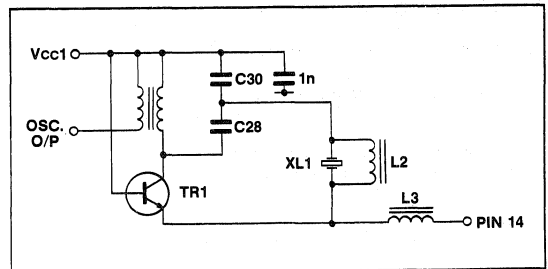 Vcc1
C30
1n
OSC.
O/P
C28
XL1
L2
TR1
L3
PIN 14